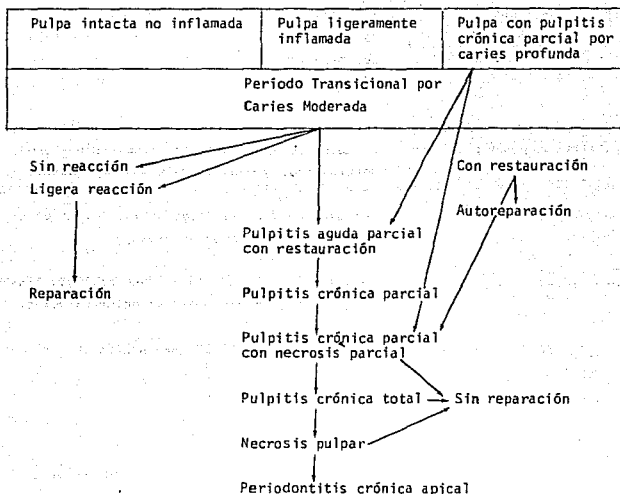 Pulpa intacta no inflamada
Pulpa ligeramente
inflamada
Pulpa con pulpitis
crónica parcial por
caries profunda
Periodo Transicional por
Caries Moderada
Sin reacción
Ligera reacción
Con restauración
Autoreparación
Pulpitis aguda parcial
con restauración
Reparación
Pulpitis crónica parcial
Pulpitis crónica parcial
con necrosis parcial
Pulpitis crónica total
Sin reparación
Necrosis pulpar
Periodontitis crónica apical